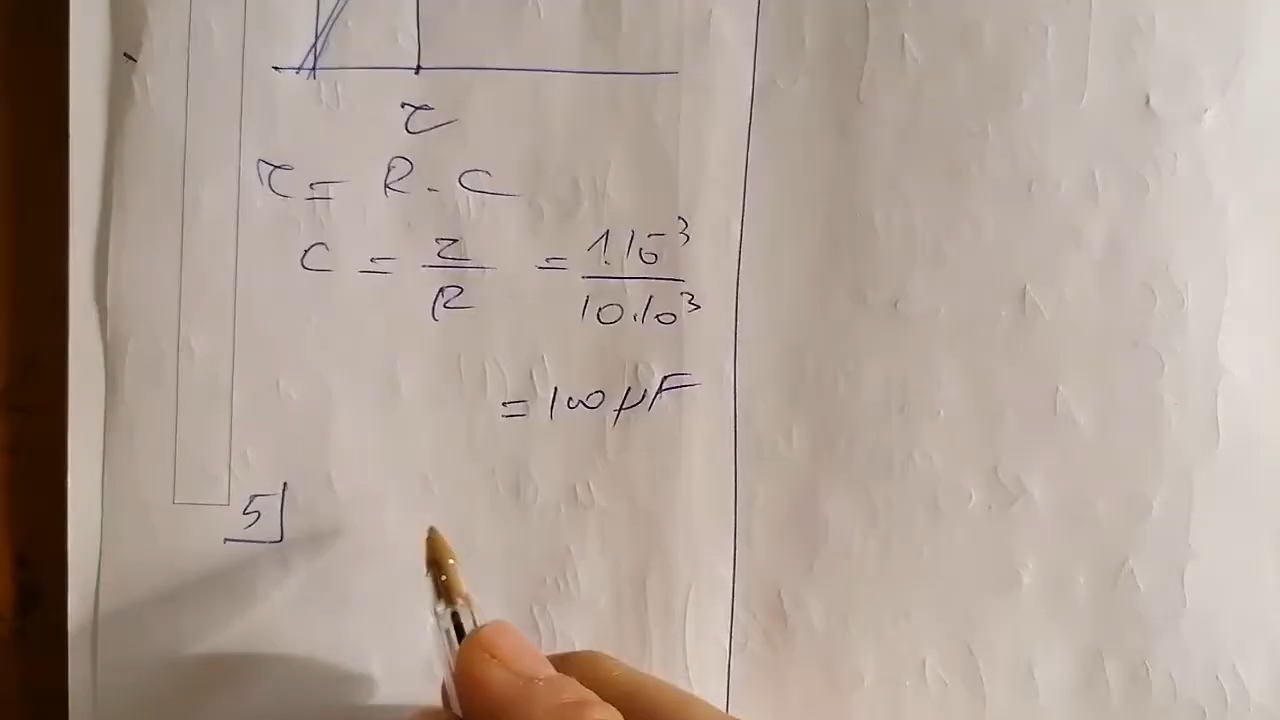 τ
τ = R . C
C = τ/R = 1.10⁻³/10.10³
= 100 µF
5